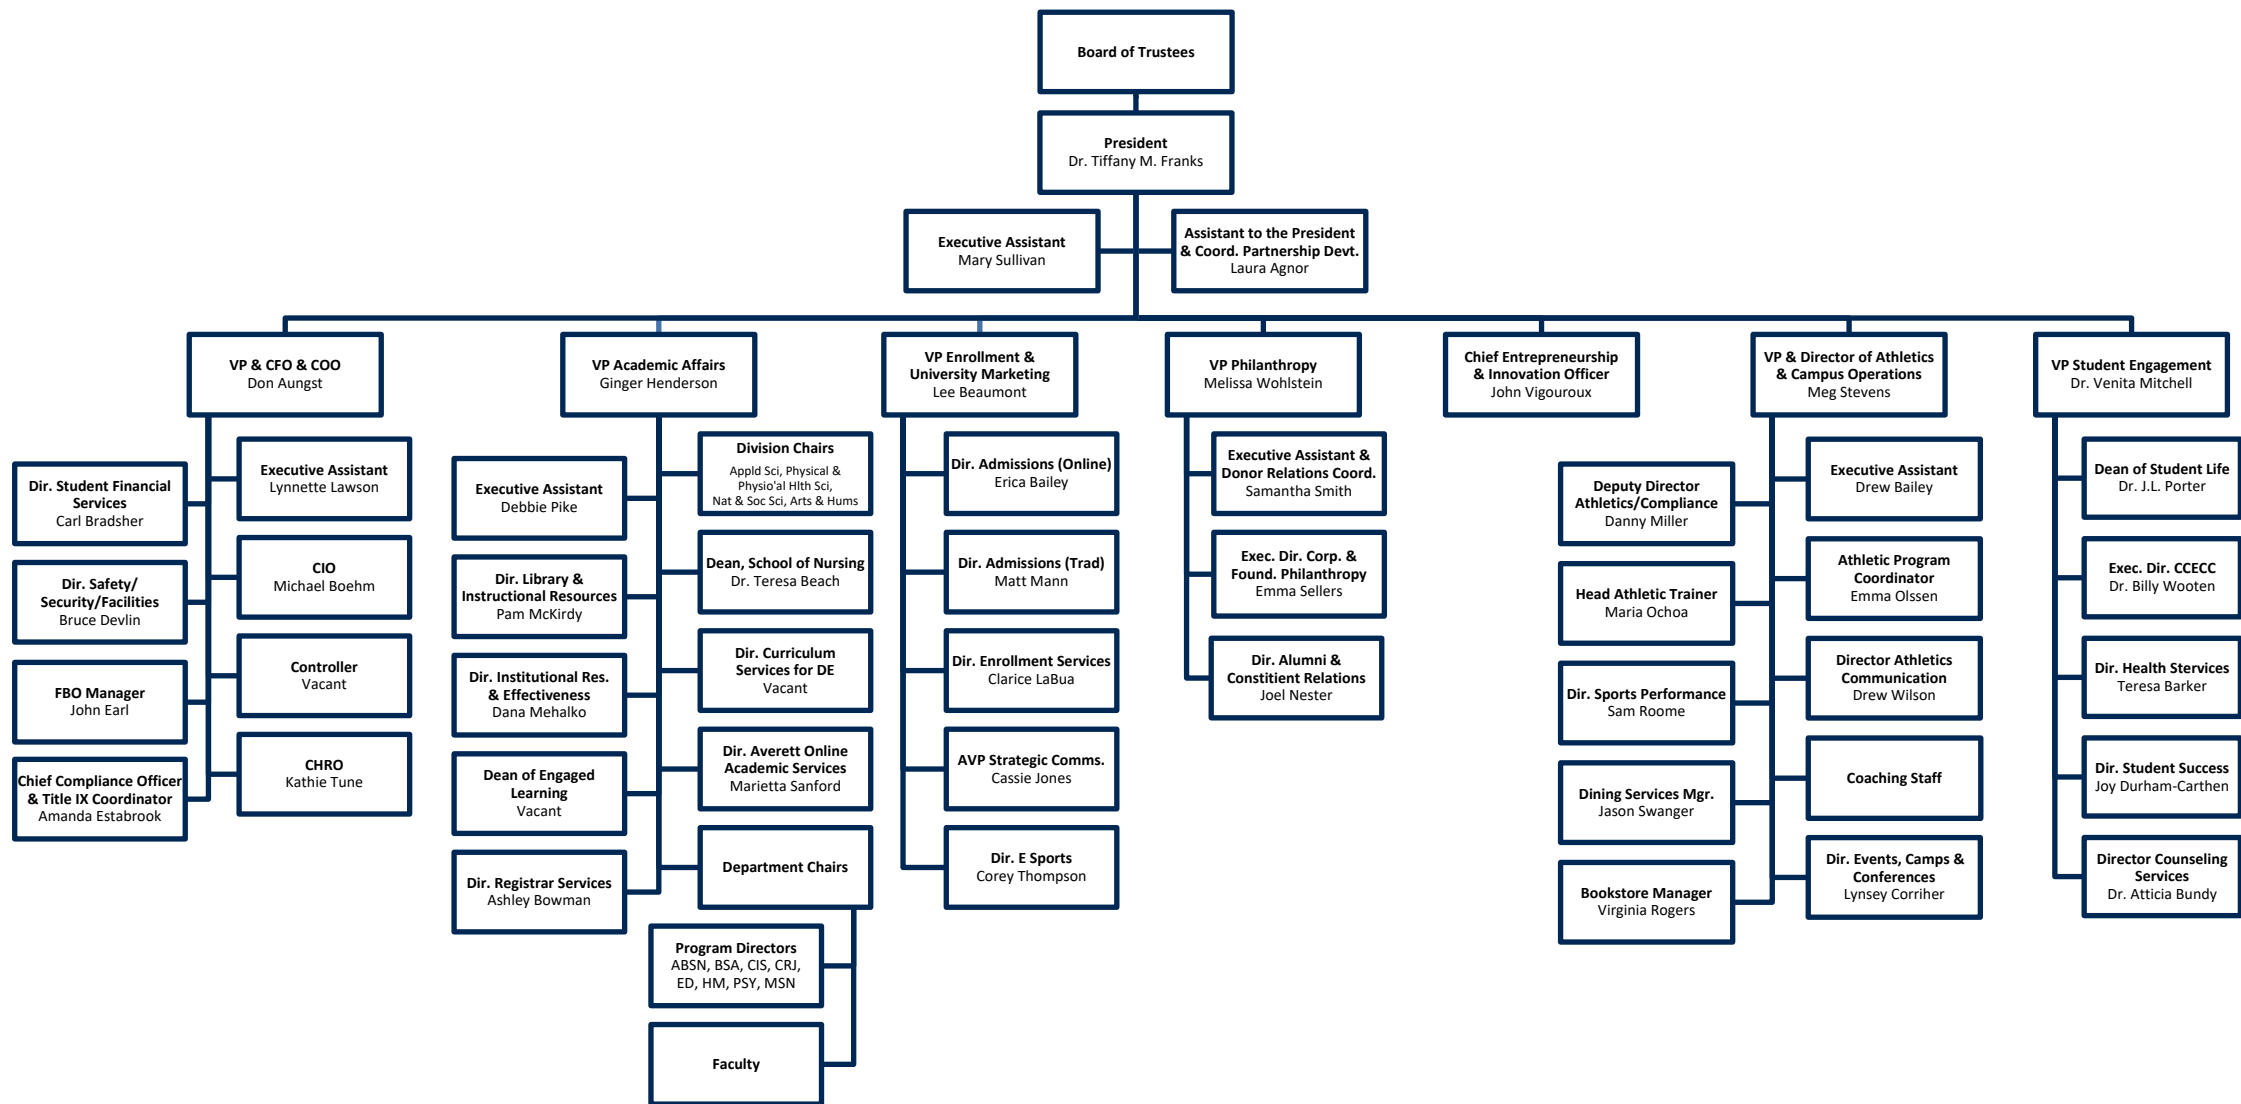 Board of Trustees
President
Dr. Tiffany M. Franks
Executive Assistant
Mary Sullivan
Assistant to the President
& Coord. Partnership Devt.
Laura Agnor
VP & CFO & COO
Don Aungst
VP Academic Affairs
Ginger Henderson
VP Enrollment &
University Marketing
Lee Beaumont
VP Philanthropy
Melissa Wohlstein
Chief Entrepreneurship
& Innovation Officer
John Vigouroux
VP & Director of Athletics
& Campus Operations
Meg Stevens
VP Student Engagement
Dr. Venita Mitchell
Dir. Student Financial
Services
Carl Bradsher
Executive Assistant
Lynnette Lawson
Dir. Safety/
Security/Facilities
Bruce Devlin
CIO
Michael Boehm
FBO Manager
John Earl
Controller
Vacant
Chief Compliance Officer
& Title IX Coordinator
Amanda Estabrook
CHRO
Kathie Tune
Executive Assistant
Debbie Pike
Division Chairs
Appld Sci, Physical &
Physio'al Hlth Sci,
Nat & Soc Sci, Arts & Hums
Dir. Library &
Instructional Resources
Pam McKirdy
Dean, School of Nursing
Dr. Teresa Beach
Dir. Institutional Res.
& Effectiveness
Dana Mehalko
Dir. Curriculum
Services for DE
Vacant
Dean of Engaged
Learning
Vacant
Dir. Averett Online
Academic Services
Marietta Sanford
Dir. Registrar Services
Ashley Bowman
Department Chairs
Program Directors
ABSN, BSA, CIS, CRJ,
ED, HM, PSY, MSN
Faculty
Dir. Admissions (Online)
Erica Bailey
Dir. Admissions (Trad)
Matt Mann
Dir. Enrollment Services
Clarice LaBua
AVP Strategic Comms.
Cassie Jones
Dir. E Sports
Corey Thompson
Executive Assistant &
Donor Relations Coord.
Samantha Smith
Exec. Dir. Corp. &
Found. Philanthropy
Emma Sellers
Dir. Alumni &
Constitient Relations
Joel Nester
Deputy Director
Athletics/Compliance
Danny Miller
Executive Assistant
Drew Bailey
Head Athletic Trainer
Maria Ochoa
Athletic Program
Coordinator
Emma Olssen
Dir. Sports Performance
Sam Roome
Director Athletics
Communication
Drew Wilson
Dining Services Mgr.
Jason Swanger
Coaching Staff
Bookstore Manager
Virginia Rogers
Dir. Events, Camps &
Conferences
Lynsey Corriher
Dean of Student Life
Dr. J.L. Porter
Exec. Dir. CCECC
Dr. Billy Wooten
Dir. Health Stervices
Teresa Barker
Dir. Student Success
Joy Durham-Carthen
Director Counseling
Services
Dr. Atticia Bundy